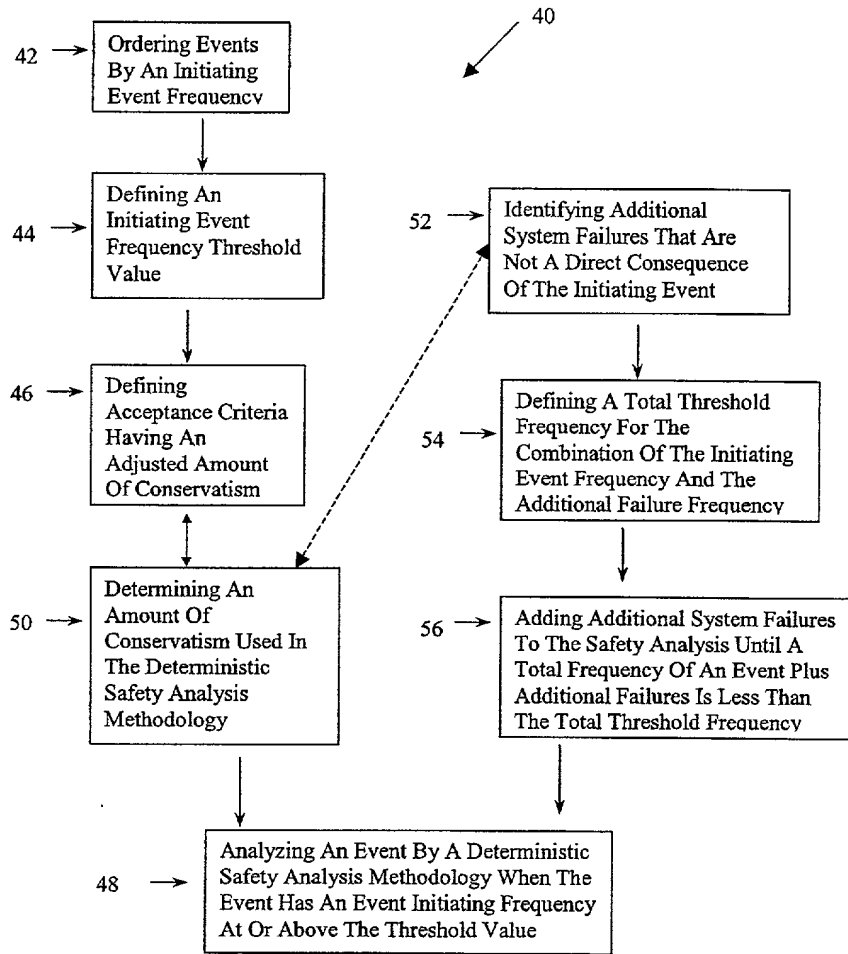 40
42
Ordering Events
By An Initiating
Event Frequency
44
Defining An
Initiating Event
Frequency Threshold
Value
46
Defining
Acceptance Criteria
Having An
Adjusted Amount
Of Conservatism
50
Determining An
Amount Of
Conservatism Used In
The Deterministic
Safety Analysis
Methodology
52
Identifying Additional
System Failures That Are
Not A Direct Consequence
Of The Initiating Event
54
Defining A Total Threshold
Frequency For The
Combination Of The Initiating
Event Frequency And The
Additional Failure Frequency
56
Adding Additional System Failures
To The Safety Analysis Until A
Total Frequency Of An Event Plus
Additional Failures Is Less Than
The Total Threshold Frequency
48
Analyzing An Event By A Deterministic
Safety Analysis Methodology When The
Event Has An Event Initiating Frequency
At Or Above The Threshold Value